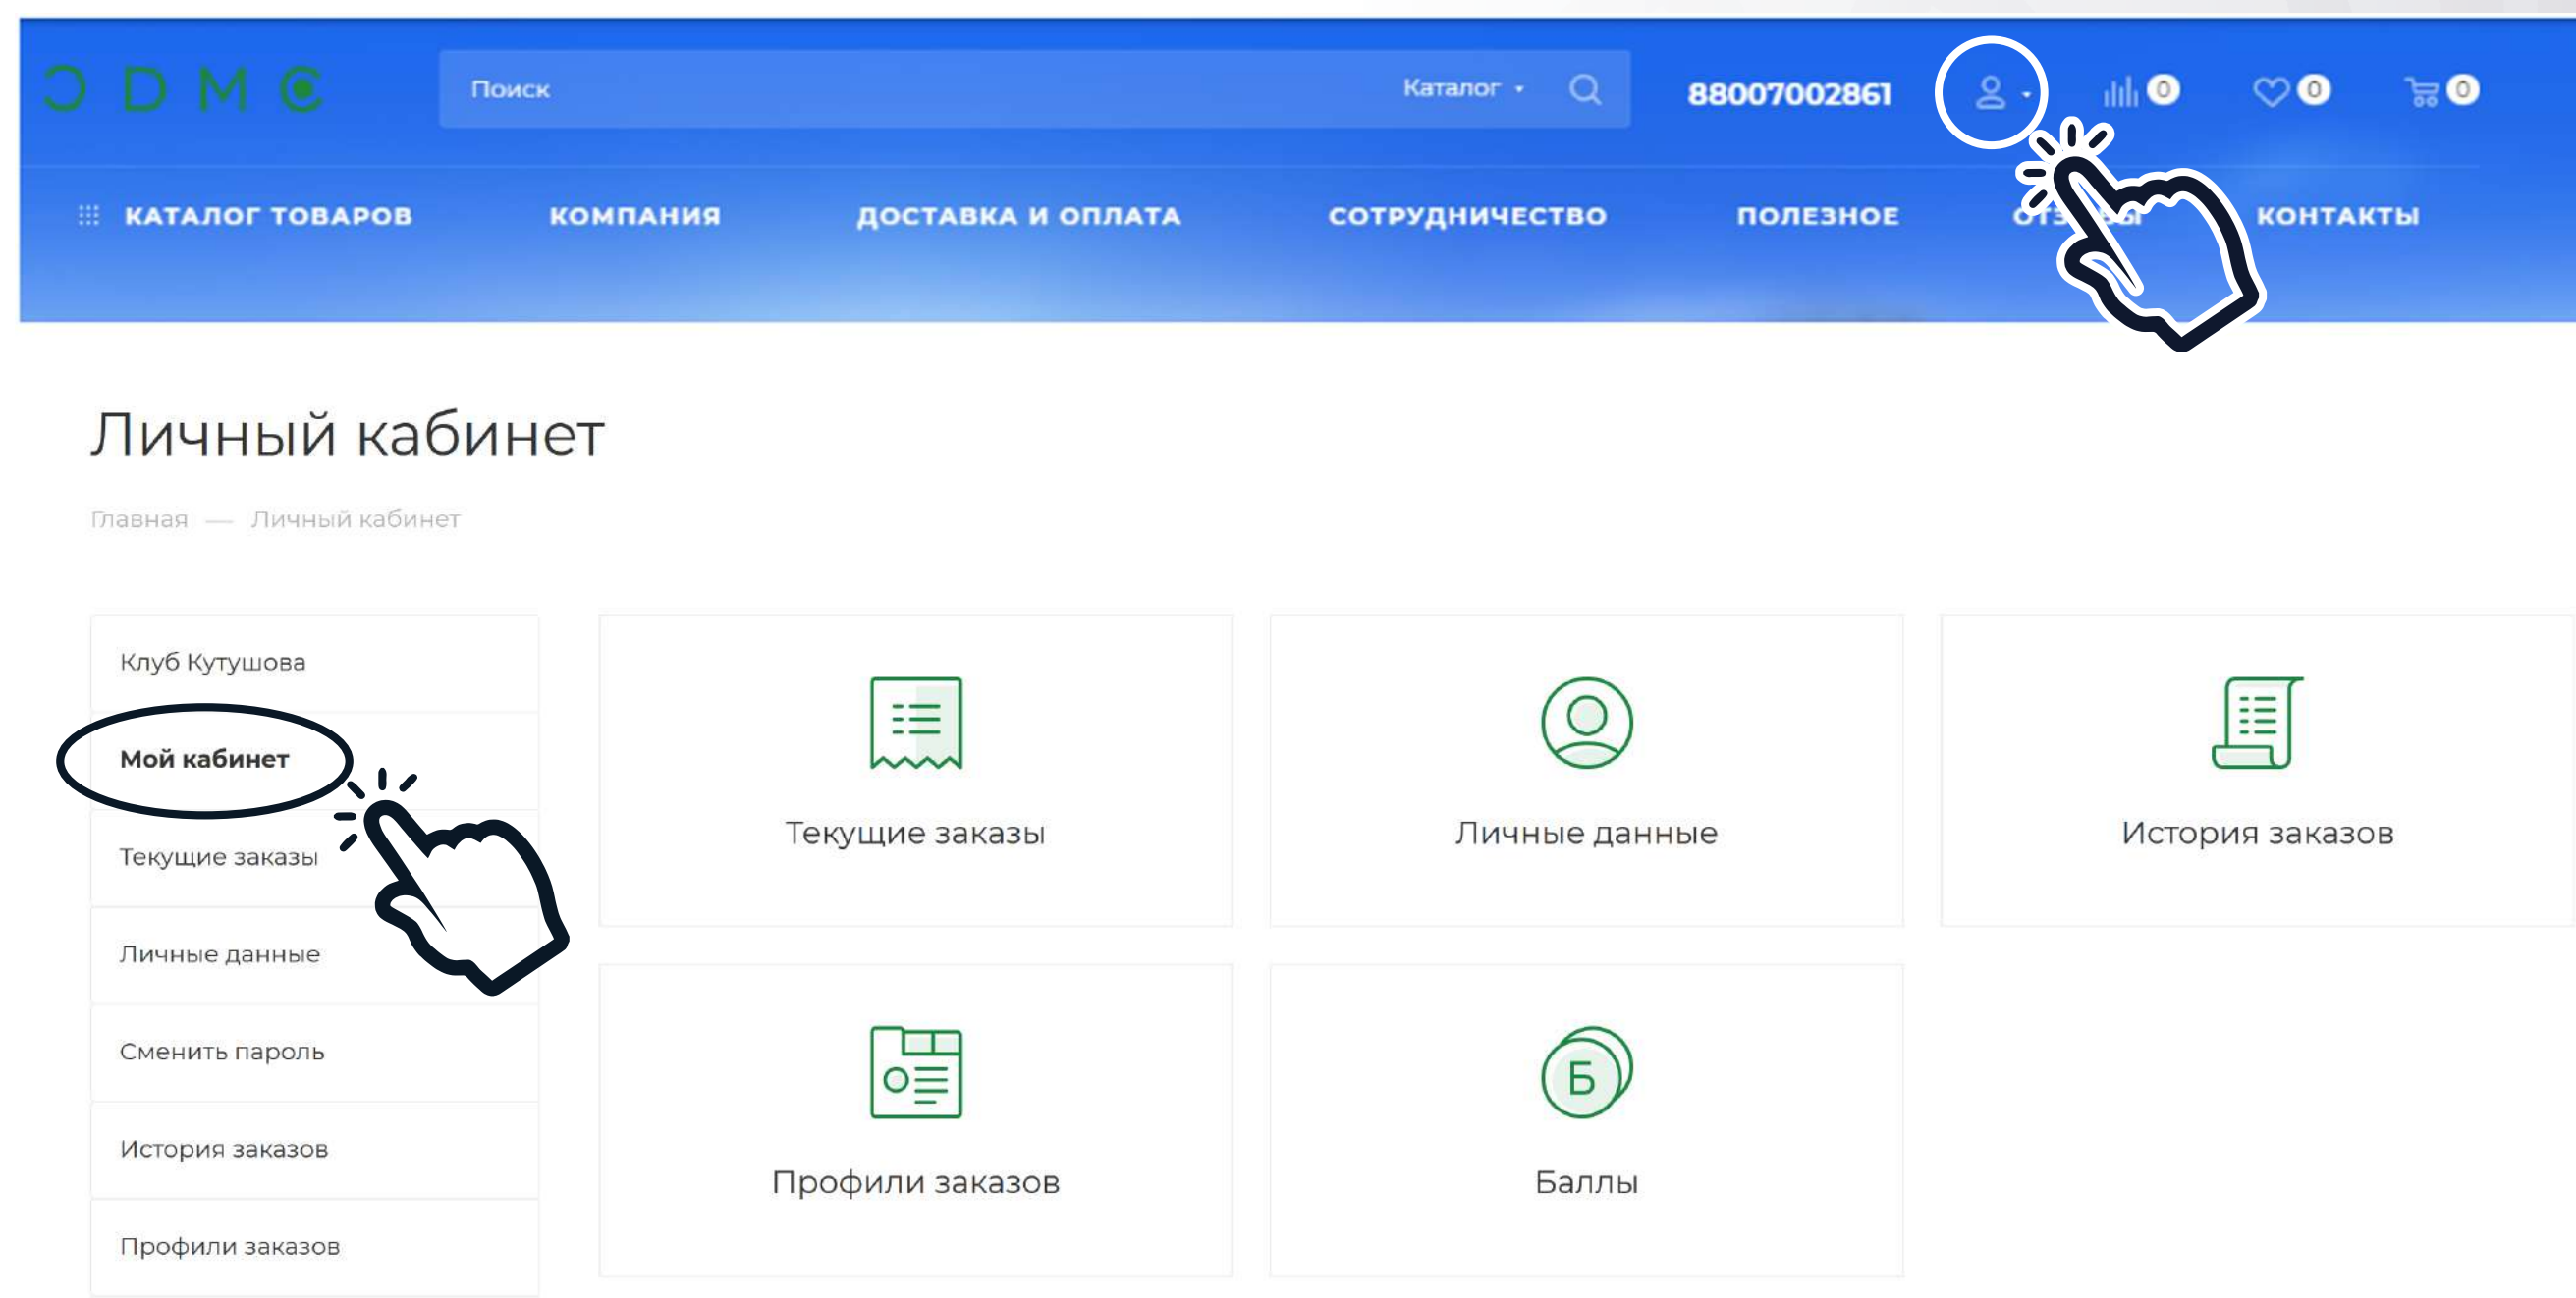 Поиск
Каталог
88007002861
0
0
0
КАТАЛОГ ТОВАРОВ
КОМПАНИЯ
ДОСТАВКА И ОПЛАТА
СОТРУДНИЧЕСТВО
ПОЛЕЗНОЕ
КОНТАКТЫ
Личный кабинет
Главная — Личный кабинет
Клуб Кутушова
Мой кабинет
Текущие заказы
Личные данные
Сменить пароль
История заказов
Профили заказов
Текущие заказы
Личные данные
История заказов
Профили заказов
Б
Баллы